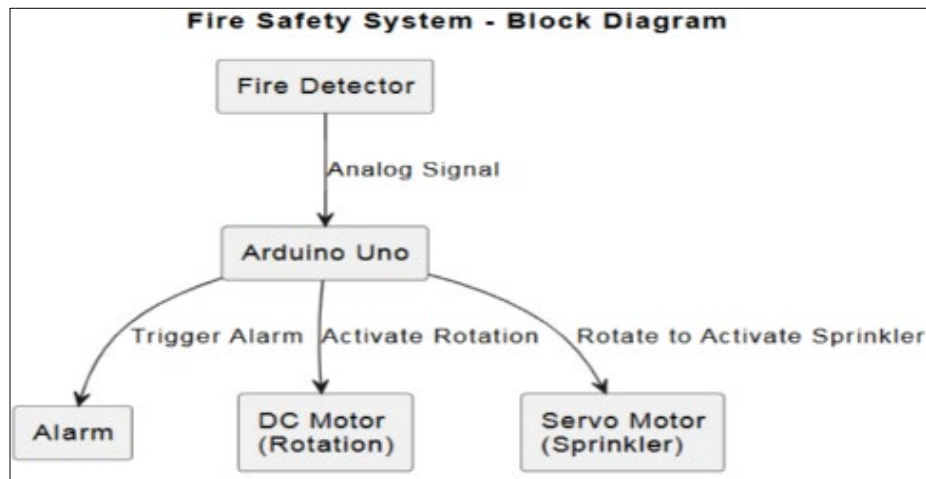 Fire Safety System - Block Diagram
Fire Detector
Analog Signal
Arduino Uno
Trigger Alarm
Activate Rotation
Rotate to Activate Sprinkler
Alarm
DC Motor
(Rotation)
Servo Motor
(Sprinkler)